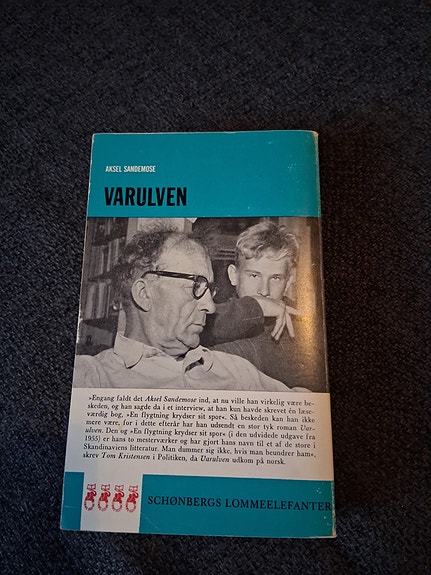 AKSEL SANDEMOSE
VARULVEN
»Engang faldt det Aksel Sandemose ind, at nu ville han virkelig være be-
skeden, og han sagde da i et interview, at han kun havde skrevet én læse-
værdig bog, »En flygtning krydser sit spor«. Så beskeden kan han ikke
mere være, for i dette efterår har han udsendt en stor tyk roman Var-
ulven. Den og »En flygtning krydser sit spor« (i den udvidede udgave fra
1955) er hans to mesterværker og har gjort hans navn til et af de store i
Skandinaviens litteratur. Man dummer sig ikke, hvis man beundrer ham«,
skrev Tom Kristensen i Politiken, da Varulven udkom på norsk.
SCHØNBERGS LOMMEELEFANTER